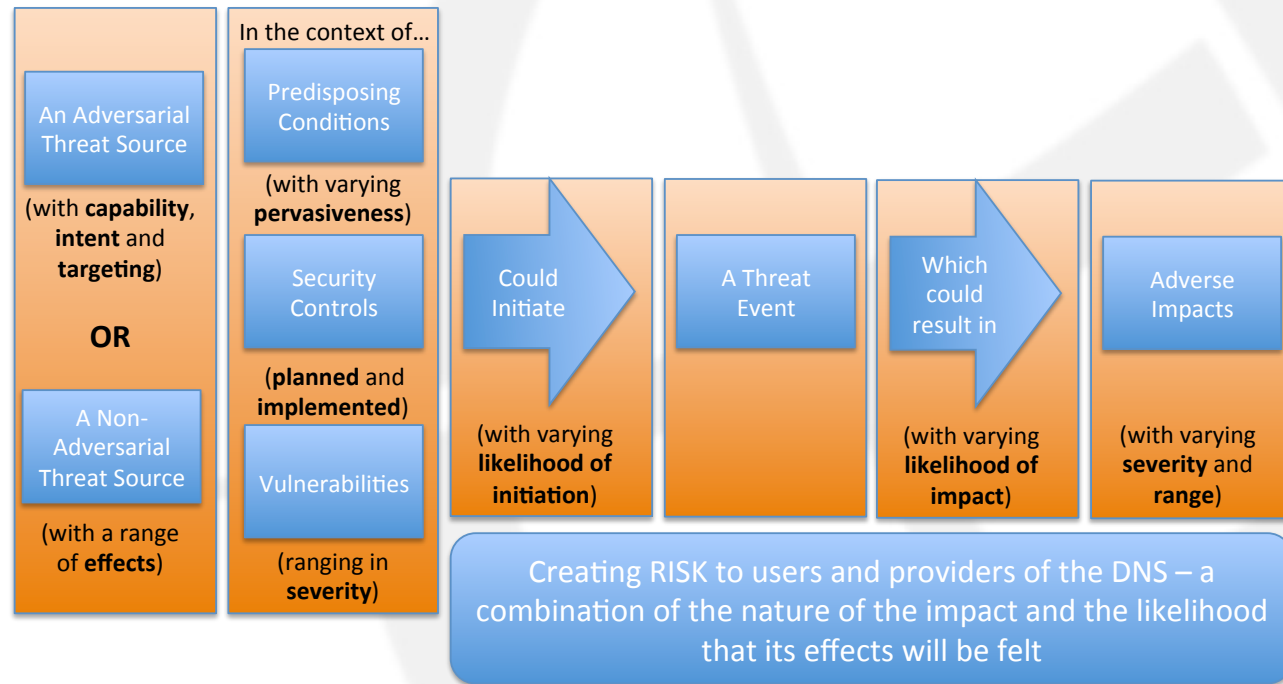 An Adversarial
Threat Source
(with capability,
intent and
targeting)
OR
A Non-
Adversarial
Threat Source
(with a range
of effects)
In the context of…
Predisposing
Conditions
(with varying
pervasiveness)
Security
Controls
(planned and
implemented)
Vulnerabilities
(ranging in
severity)
Could
Initiate
(with varying
likelihood of
initiation)
A Threat
Event
Which
could
result in
(with varying
likelihood of
impact)
Adverse
Impacts
(with varying
severity and
range)
Creating RISK to users and providers of the DNS – a
combination of the nature of the impact and the likelihood
that its effects will be felt